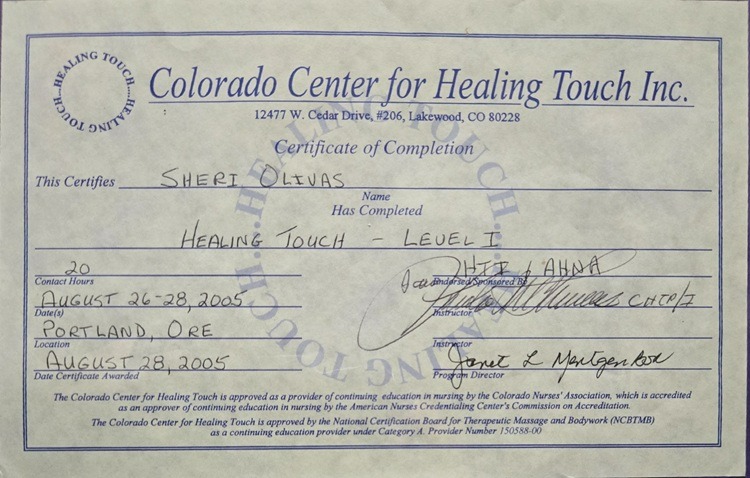 HEALING TOUCH...HEALING TOUCH...
Colorado Center for Healing Touch Inc.
12477 W. Cedar Drive, #206, Lakewood, CO 80228
Certificate of Completion
This Certifies SHERI OLIVAS
Name
Has Completed
HEALING TOUCH - LEVEL I
20 HTI & AHNA
Contact Hours Endorsed/Sponsored By
AUGUST 26-28, 2005 CHTP/I
Date(s) Instructor
PORTLAND, ORE
Location Instructor
AUGUST 28, 2005 Janet L Mentgen
Date Certificate Awarded Program Director
The Colorado Center for Healing Touch is approved as a provider of continuing education in nursing by the Colorado Nurses' Association, which is accredited
as an approver of continuing education in nursing by the American Nurses Credentialing Center's Commission on Accreditation.
The Colorado Center for Healing Touch is approved by the National Certification Board for Therapeutic Massage and Bodywork (NCBTMB)
as a continuing education provider under Category A. Provider Number 150588-00
HEALING TOUCH...HEALING TOUCH...